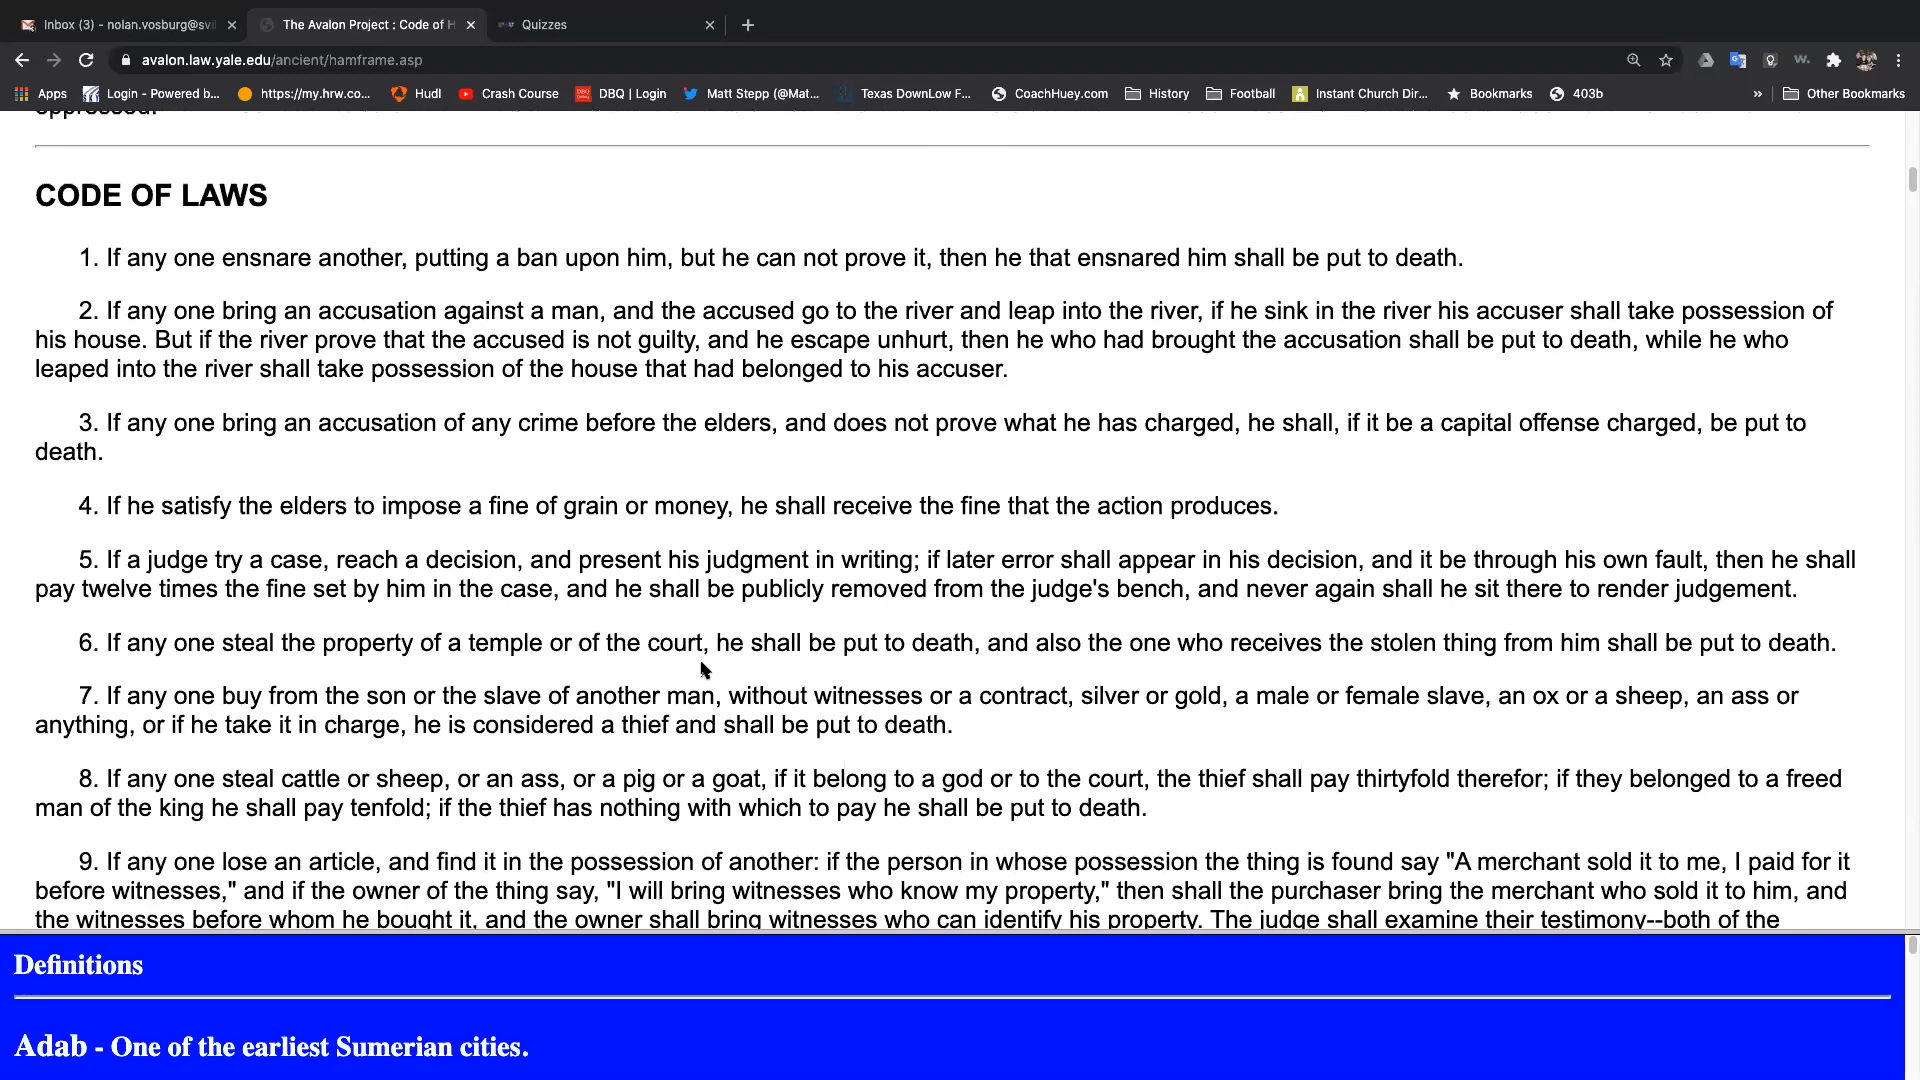 Inbox (3) - nolan.vosburg@svi
The Avalon Project : Code of H
Quizzes
avalon.law.yale.edu/ancient/hamframe.asp
Apps
Login - Powered b...
https://my.hrw.co...
Hudl
Crash Course
DBQ | Login
Matt Stepp (@Mat...
Texas DownLow F...
CoachHuey.com
History
Football
Instant Church Dir...
Bookmarks
403b
»
Other Bookmarks
oppressed.
CODE OF LAWS
1. If any one ensnare another, putting a ban upon him, but he can not prove it, then he that ensnared him shall be put to death.
2. If any one bring an accusation against a man, and the accused go to the river and leap into the river, if he sink in the river his accuser shall take possession of
his house. But if the river prove that the accused is not guilty, and he escape unhurt, then he who had brought the accusation shall be put to death, while he who
leaped into the river shall take possession of the house that had belonged to his accuser.
3. If any one bring an accusation of any crime before the elders, and does not prove what he has charged, he shall, if it be a capital offense charged, be put to
death.
4. If he satisfy the elders to impose a fine of grain or money, he shall receive the fine that the action produces.
5. If a judge try a case, reach a decision, and present his judgment in writing; if later error shall appear in his decision, and it be through his own fault, then he shall
pay twelve times the fine set by him in the case, and he shall be publicly removed from the judge's bench, and never again shall he sit there to render judgement.
6. If any one steal the property of a temple or of the court, he shall be put to death, and also the one who receives the stolen thing from him shall be put to death.
7. If any one buy from the son or the slave of another man, without witnesses or a contract, silver or gold, a male or female slave, an ox or a sheep, an ass or
anything, or if he take it in charge, he is considered a thief and shall be put to death.
8. If any one steal cattle or sheep, or an ass, or a pig or a goat, if it belong to a god or to the court, the thief shall pay thirtyfold therefor; if they belonged to a freed
man of the king he shall pay tenfold; if the thief has nothing with which to pay he shall be put to death.
9. If any one lose an article, and find it in the possession of another: if the person in whose possession the thing is found say "A merchant sold it to me, I paid for it
before witnesses," and if the owner of the thing say, "I will bring witnesses who know my property," then shall the purchaser bring the merchant who sold it to him, and
the witnesses before whom he bought it, and the owner shall bring witnesses who can identify his property. The judge shall examine their testimony--both of the
Definitions
Adab - One of the earliest Sumerian cities.